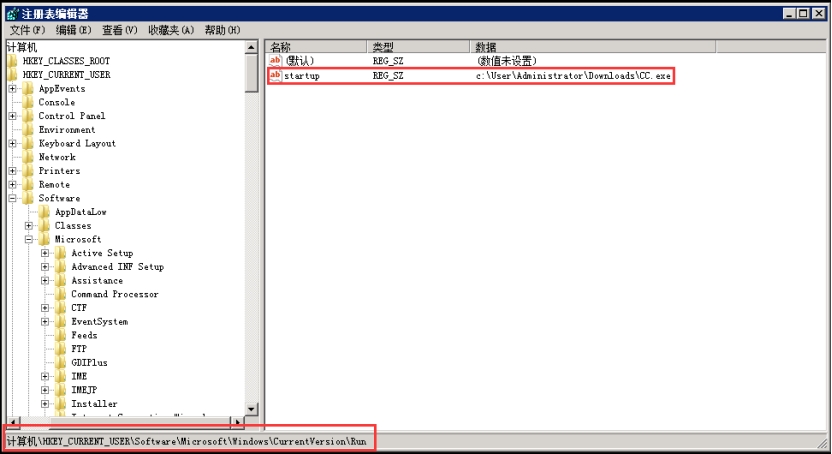 注册表编辑器
文件(F) 编辑(E) 查看(V) 收藏夹(A) 帮助(H)
计算机
HKEY_CLASSES_ROOT
HKEY_CURRENT_USER
AppEvents
Console
Control Panel
Environment
Keyboard Layout
Network
Printers
Remote
Software
AppDataLow
Classes
Microsoft
Active Setup
Advanced INF Setup
Assistance
Command Processor
CTF
EventSystem
Feeds
FTP
GDIPlus
IME
IMEJP
Installer
名称 类型 数据
ab (默认) REG_SZ (数值未设置)
ab startup REG_SZ c:\User\Administrator\Downloads\CC.exe
计算机\HKEY_CURRENT_USER\Software\Microsoft\Windows\CurrentVersion\Run